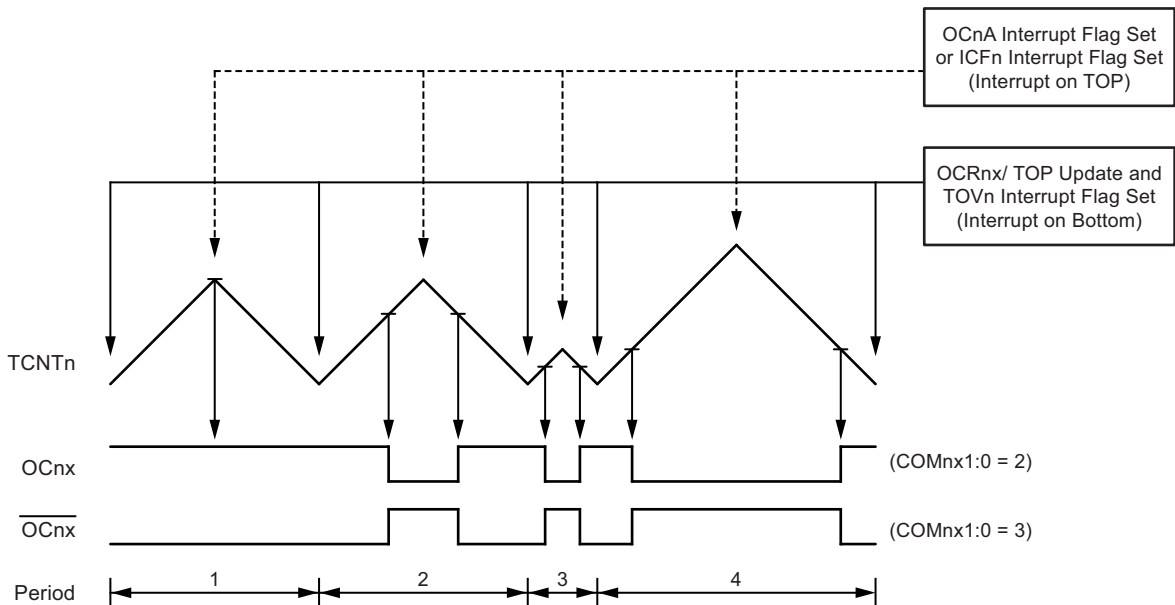 OCnA Interrupt Flag Set
or ICFn Interrupt Flag Set
(Interrupt on TOP)
OCRnx/ TOP Update and
TOVn Interrupt Flag Set
(Interrupt on Bottom)
TCNTn
OCnx
(COMnx1:0 = 2)
OCnx
(COMnx1:0 = 3)
Period
1
2
3
4